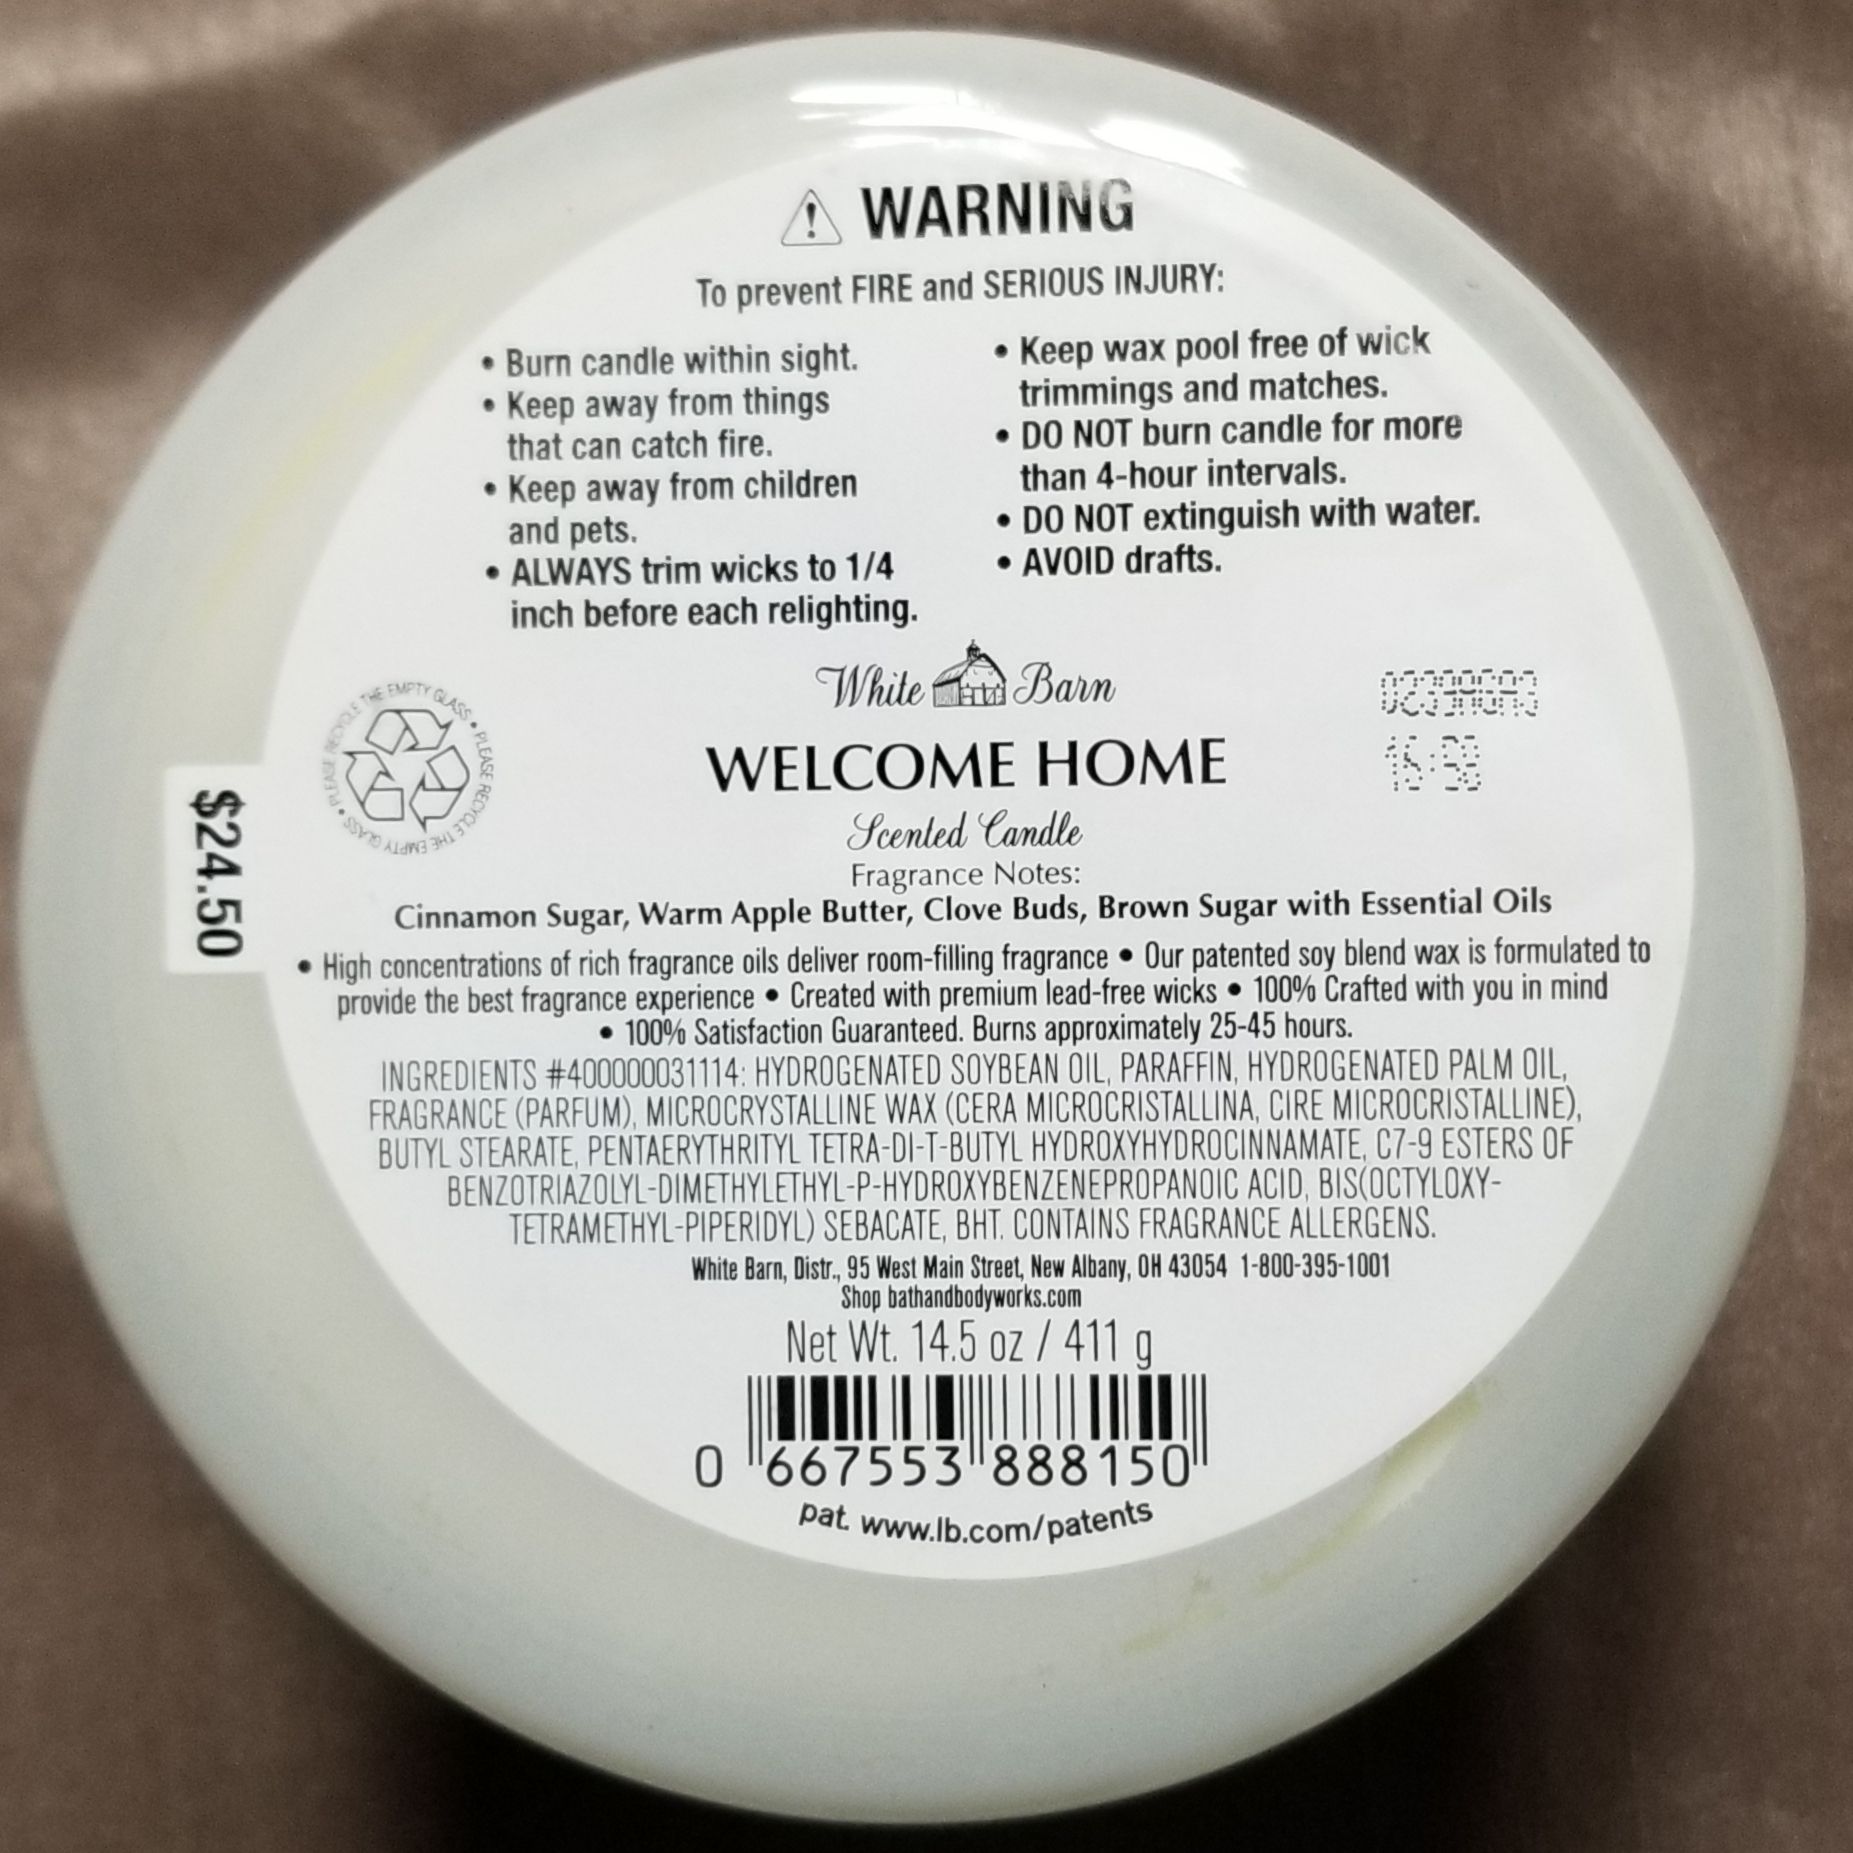 WARNING
To prevent FIRE and SERIOUS INJURY:
• Burn candle within sight.
• Keep away from things
that can catch fire.
• Keep away from children
and pets.
• ALWAYS trim wicks to 1/4
inch before each relighting.
• Keep wax pool free of wick
trimmings and matches.
• DO NOT burn candle for more
than 4-hour intervals.
• DO NOT extinguish with water.
• AVOID drafts.
PLEASE RECYCLE THE EMPTY GLASS • PLEASE RECYCLE THE EMPTY GLASS •
White Barn
WELCOME HOME
Scented Candle
$24.50
Fragrance Notes:
Cinnamon Sugar, Warm Apple Butter, Clove Buds, Brown Sugar with Essential Oils
• High concentrations of rich fragrance oils deliver room-filling fragrance • Our patented soy blend wax is formulated to
provide the best fragrance experience • Created with premium lead-free wicks • 100% Crafted with you in mind
• 100% Satisfaction Guaranteed. Burns approximately 25-45 hours.
INGREDIENTS #400000031114: HYDROGENATED SOYBEAN OIL, PARAFFIN, HYDROGENATED PALM OIL,
FRAGRANCE (PARFUM), MICROCRYSTALLINE WAX (CERA MICROCRISTALLINA, CIRE MICROCRISTALLINE),
BUTYL STEARATE, PENTAERYTHRITYL TETRA-DI-T-BUTYL HYDROXYHYDROCINNAMATE, C7-9 ESTERS OF
BENZOTRIAZOLYL-DIMETHYLETHYL-P-HYDROXYBENZENEPROPANOIC ACID, BIS(OCTYLOXY-
TETRAMETHYL-PIPERIDYL) SEBACATE, BHT. CONTAINS FRAGRANCE ALLERGENS.
White Barn, Distr., 95 West Main Street, New Albany, OH 43054 1-800-395-1001
Shop bathandbodyworks.com
Net Wt. 14.5 oz / 411 g
0 667553 888150
pat. www.lb.com/patents